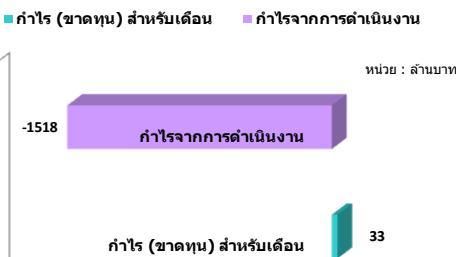 กำไร (ขาดทุน) สำหรับเดือน กำไรจากการดำเนินงาน
หน่วย : ล้านบาท
-1518 กำไรจากการดำเนินงาน
กำไร (ขาดทุน) สำหรับเดือน 33